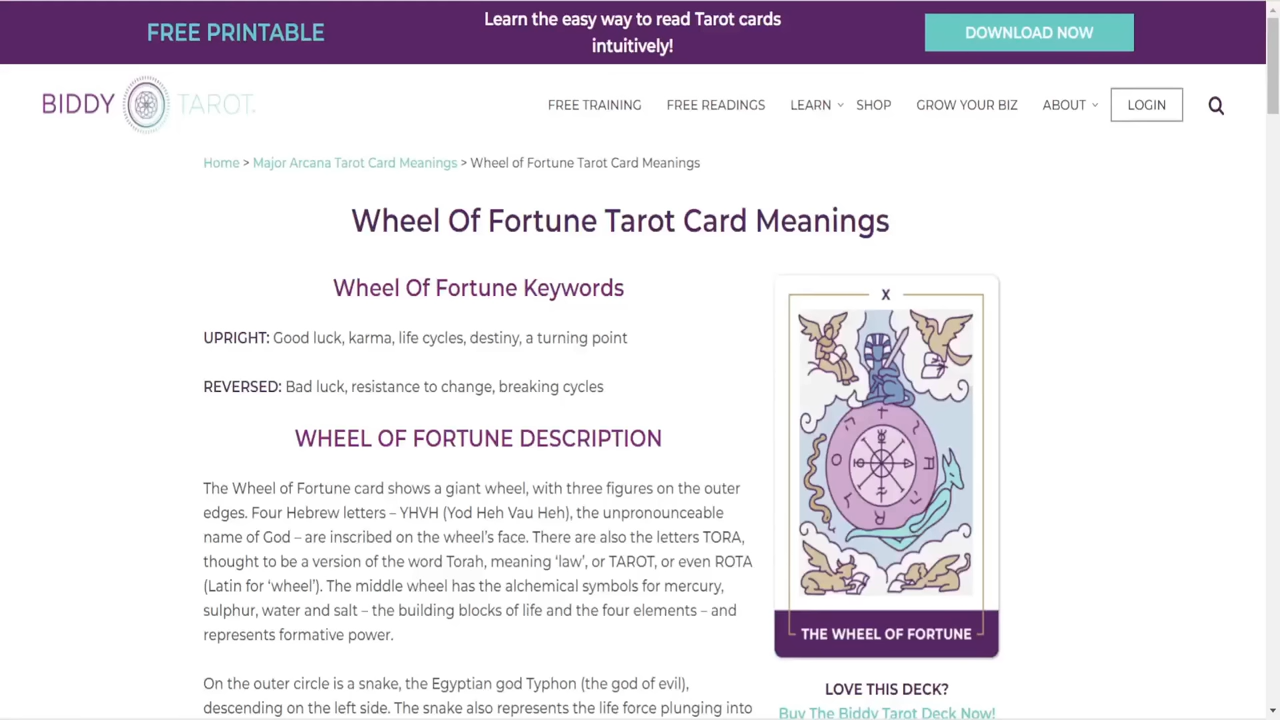 FREE PRINTABLE
Learn the easy way to read Tarot cards
intuitively!
DOWNLOAD NOW
BIDDY TAROT.
FREE TRAINING
FREE READINGS
LEARN
SHOP
GROW YOUR BIZ
ABOUT
LOGIN
Home > Major Arcana Tarot Card Meanings > Wheel of Fortune Tarot Card Meanings
Wheel Of Fortune Tarot Card Meanings
Wheel Of Fortune Keywords
UPRIGHT: Good luck, karma, life cycles, destiny, a turning point
REVERSED: Bad luck, resistance to change, breaking cycles
WHEEL OF FORTUNE DESCRIPTION
The Wheel of Fortune card shows a giant wheel, with three figures on the outer
edges. Four Hebrew letters – YHVH (Yod Heh Vau Heh), the unpronounceable
name of God – are inscribed on the wheel's face. There are also the letters TORA,
thought to be a version of the word Torah, meaning 'law', or TAROT, or even ROTA
(Latin for 'wheel'). The middle wheel has the alchemical symbols for mercury,
sulphur, water and salt – the building blocks of life and the four elements – and
represents formative power.
On the outer circle is a snake, the Egyptian god Typhon (the god of evil),
descending on the left side. The snake also represents the life force plunging into
X
THE WHEEL OF FORTUNE
LOVE THIS DECK?
Buy The Biddy Tarot Deck Now!